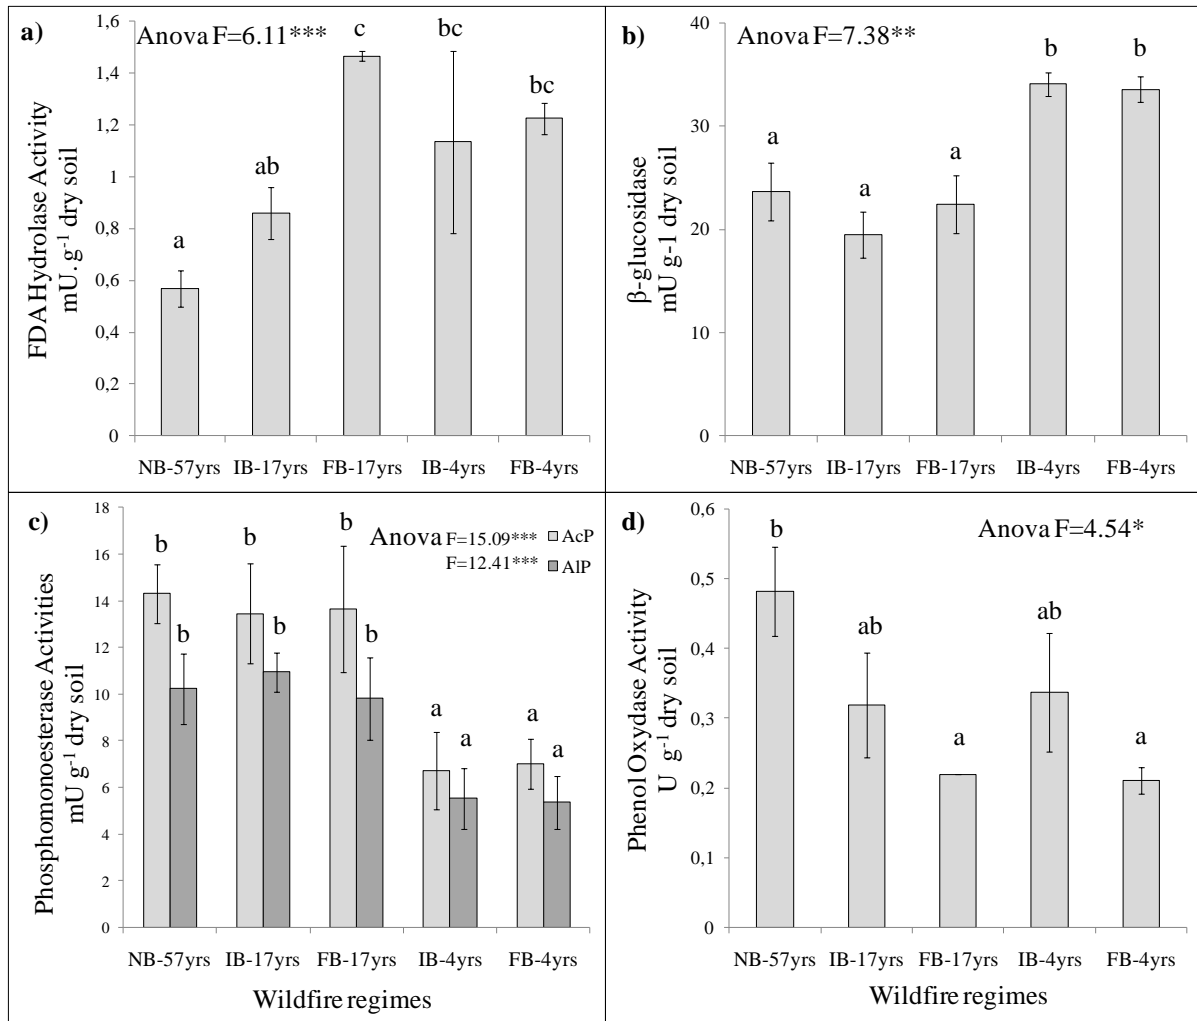 a)
Anova F=6.11***
FDA Hydrolase Activity
mU. g⁻¹ dry soil
1,6
1,4
1,2
1
0,8
0,6
0,4
0,2
0
a
ab
c
bc
bc
NB-57yrs IB-17yrs FB-17yrs IB-4yrs FB-4yrs
b)
Anova F=7.38**
β-glucosidase
mU g-1 dry soil
40
30
20
10
0
a
a
a
b
b
NB-57yrs IB-17yrs FB-17yrs IB-4yrs FB-4yrs
c)
Anova F=15.09*** AcP
F=12.41*** AlP
Phosphomonoesterase Activities
mU g⁻¹ dry soil
18
16
14
12
10
8
6
4
2
0
b
b
b
b
b
b
a
a
a
a
NB-57yrs IB-17yrs FB-17yrs IB-4yrs FB-4yrs
Wildfire regimes
d)
Anova F=4.54*
Phenol Oxydase Activity
U g⁻¹ dry soil
0,6
0,5
0,4
0,3
0,2
0,1
0
b
ab
a
ab
a
NB-57yrs IB-17yrs FB-17yrs IB-4yrs FB-4yrs
Wildfire regimes